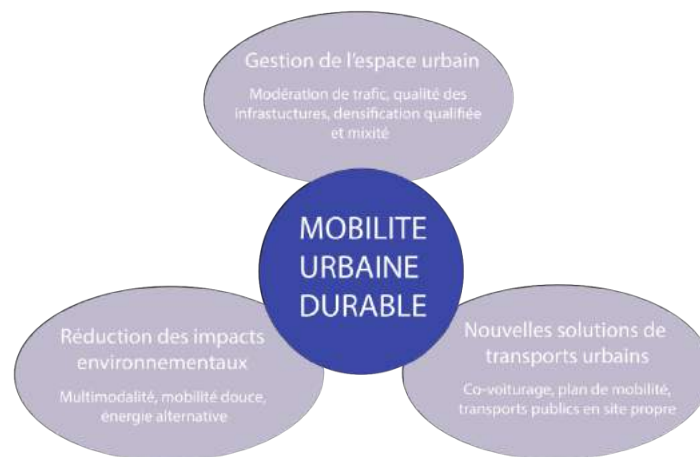 Gestion de l'espace urbain
Modération de trafic, qualité des
infrastuctures, densification qualifiée
et mixité
MOBILITE
URBAINE
DURABLE
Réduction des impacts
environnementaux
Multimodalité, mobilité douce,
énergie alternative
Nouvelles solutions de
transports urbains
Co-voiturage, plan de mobilité,
transports publics en site propre